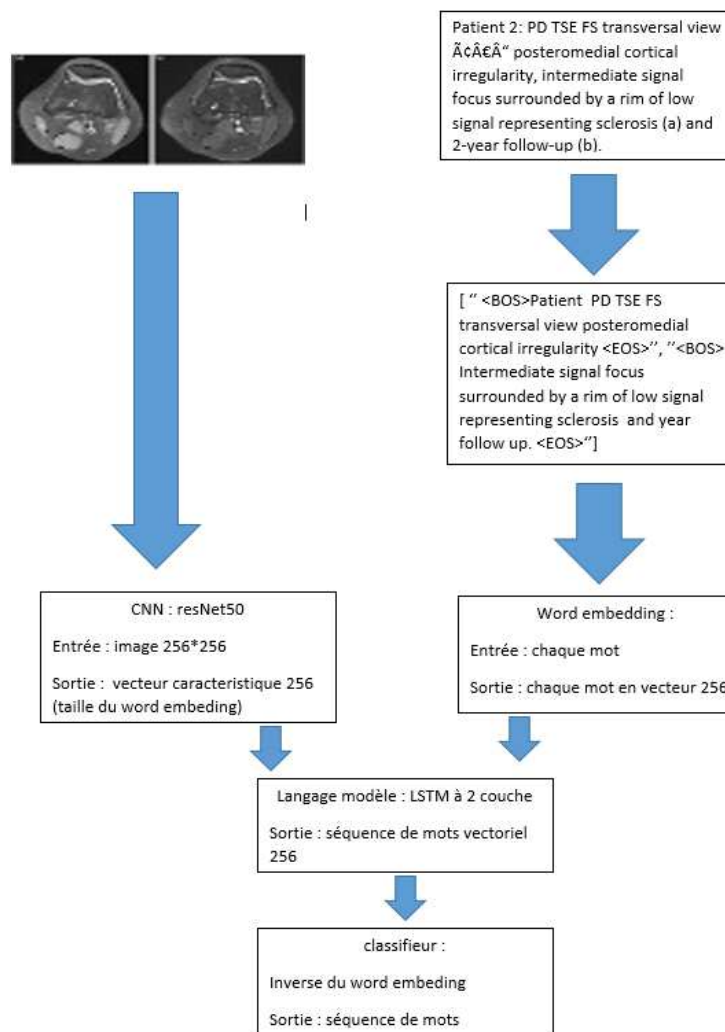 Patient 2: PD TSE FS transversal view
Ã¢Â€Â“ posteromedial cortical
irregularity, intermediate signal
focus surrounded by a rim of low
signal representing sclerosis (a) and
2-year follow-up (b).
[ “ <BOS>Patient  PD TSE FS
transversal view posteromedial
cortical irregularity <EOS>”, “<BOS>
Intermediate signal focus
surrounded by a rim of low signal
representing sclerosis  and year
follow up. <EOS>“]
CNN : resNet50
Entrée : image 256*256
Sortie :  vecteur caracteristique 256
(taille du word embeding)
Word embedding :
Entrée : chaque mot
Sortie : chaque mot en vecteur 256
Langage modèle : LSTM à 2 couche
Sortie : séquence de mots vectoriel
256
classifieur :
Inverse du word embeding
Sortie : séquence de mots